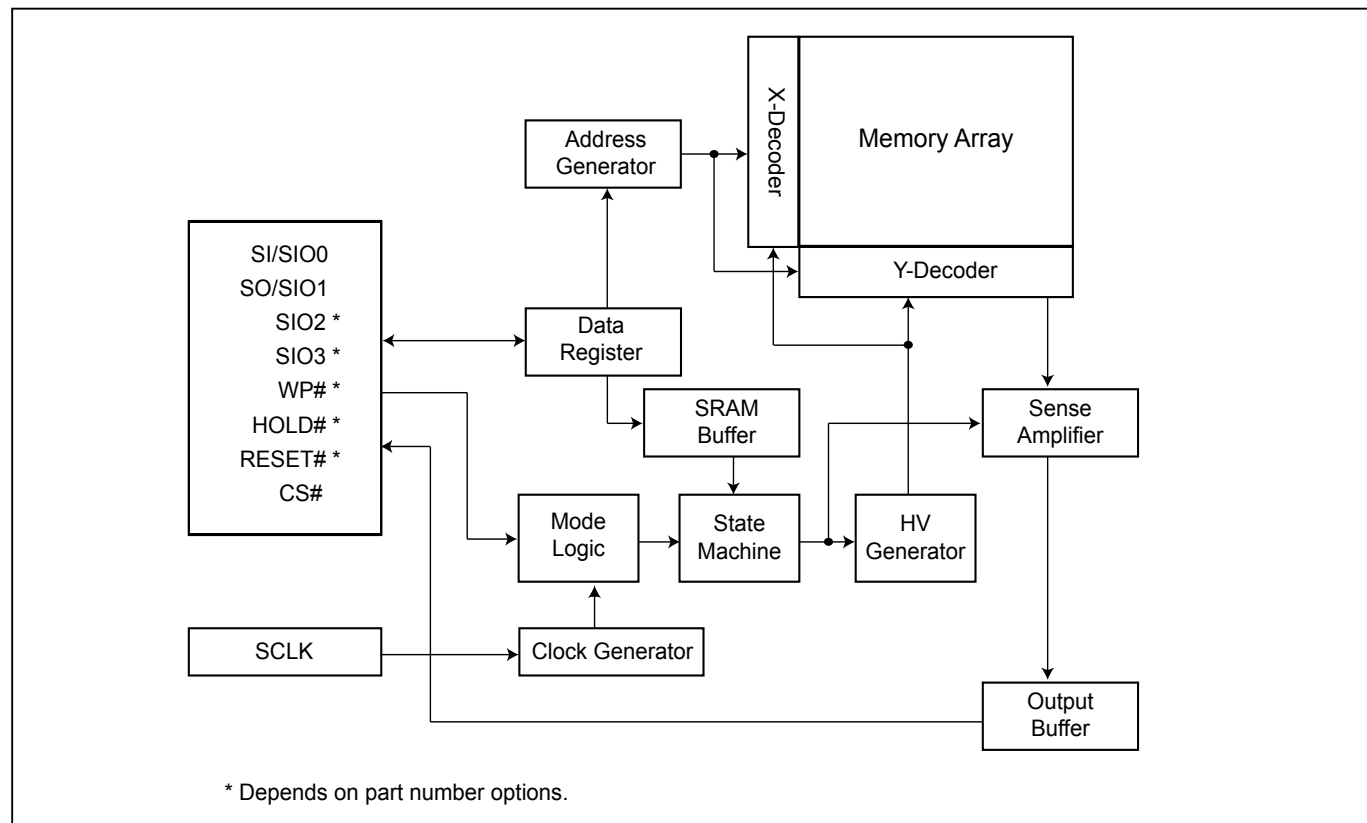 X-Decoder
Memory Array
Address
Generator
Y-Decoder
SI/SIO0
SO/SIO1
SIO2 *
SIO3 *
WP# *
HOLD# *
RESET# *
CS#
Data
Register
SRAM
Buffer
Sense
Amplifier
Mode
Logic
State
Machine
HV
Generator
SCLK
Clock Generator
Output
Buffer
* Depends on part number options.